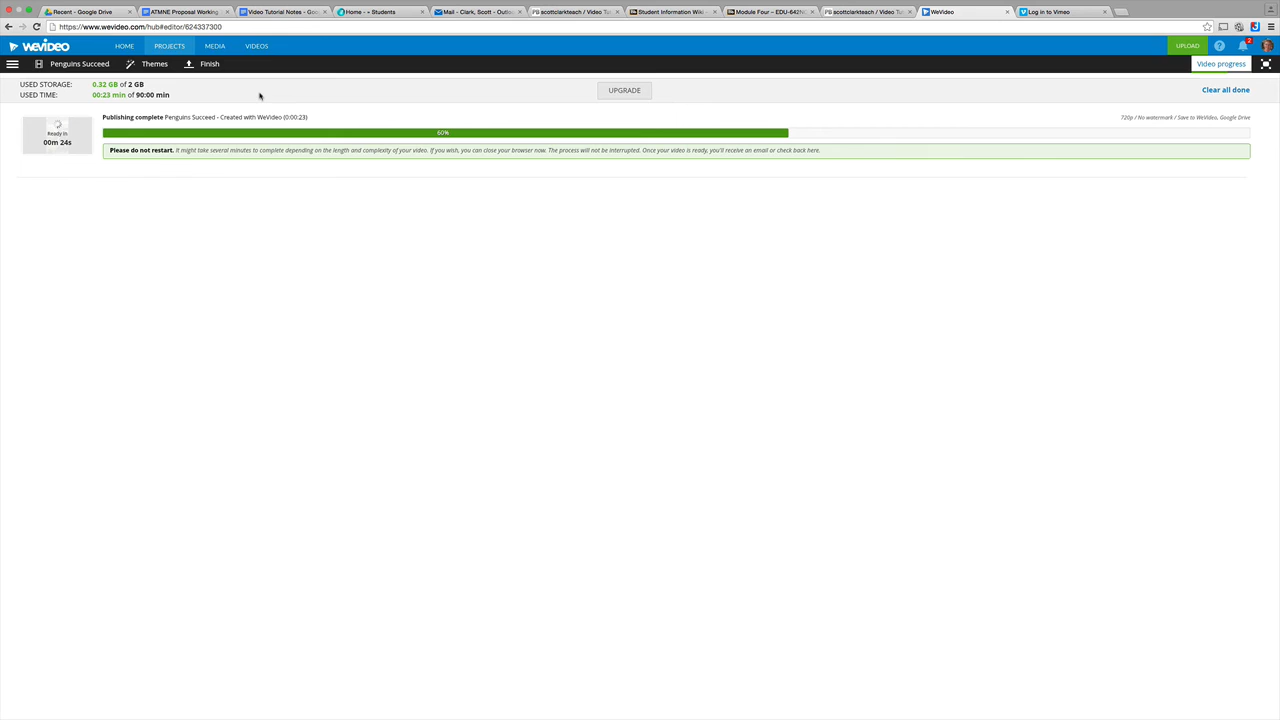 Recent - Google Drive
ATMNE Proposal Working
Video Tutorial Notes - Goo
Home - ~ Students
Mail - Clark, Scott - Outlo
scottclarkteach / Video Tut
Student Information Wiki -
Module Four – EDU-642N
scottclarkteach / Video Tut
WeVideo
Log in to Vimeo
https://www.wevideo.com/hub#editor/624337300
WEVIDEO
HOME
PROJECTS
MEDIA
VIDEOS
UPLOAD
2
Penguins Succeed
Themes
Finish
Video progress
USED STORAGE: 0.32 GB of 2 GB
USED TIME: 00:23 min of 90:00 min
UPGRADE
Clear all done
Publishing complete Penguins Succeed - Created with WeVideo (0:00:23)
720p / No watermark / Save to WeVideo, Google Drive
Ready In
00m 24s
60%
Please do not restart. It might take several minutes to complete depending on the length and complexity of your video. If you wish, you can close your browser now. The process will not be interrupted. Once your video is ready, you'll receive an email or check back here.